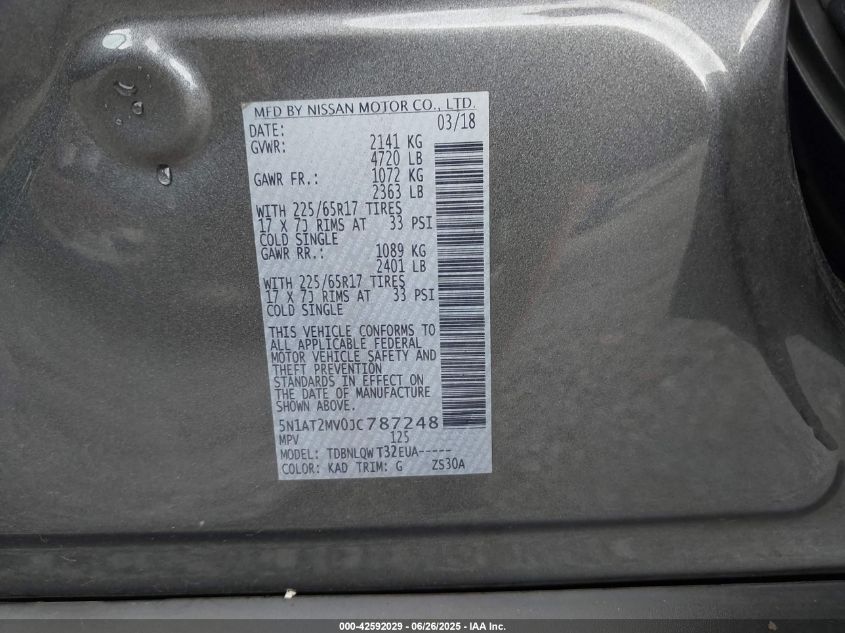 MFD BY NISSAN MOTOR CO., LTD.
DATE: 03/18
GVWR: 2141 KG
4720 LB
GAWR FR.: 1072 KG
2363 LB
WITH 225/65R17 TIRES
17 X 7J RIMS AT 33 PSI
COLD SINGLE
GAWR RR.: 1089 KG
2401 LB
WITH 225/65R17 TIRES
17 X 7J RIMS AT 33 PSI
COLD SINGLE
THIS VEHICLE CONFORMS TO
ALL APPLICABLE FEDERAL
MOTOR VEHICLE SAFETY AND
THEFT PREVENTION
STANDARDS IN EFFECT ON
THE DATE OF MANUFACTURE
SHOWN ABOVE.
5N1AT2MV0JC787248
MPV 125
MODEL: TDBNLQW T32EUA-----
COLOR: KAD TRIM: G ZS30A
000-42592029 - 06/26/2025 - IAA Inc.